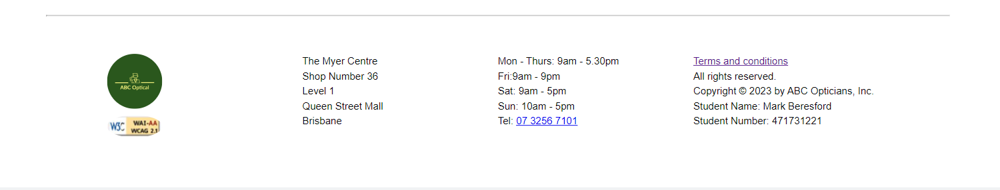 ABC Optical
W3C WAI-AA
WCAG 2.1
The Myer Centre
Shop Number 36
Level 1
Queen Street Mall
Brisbane
Mon - Thurs: 9am - 5.30pm
Fri:9am - 9pm
Sat: 9am - 5pm
Sun: 10am - 5pm
Tel: 07 3256 7101
Terms and conditions
All rights reserved.
Copyright © 2023 by ABC Opticians, Inc.
Student Name: Mark Beresford
Student Number: 471731221